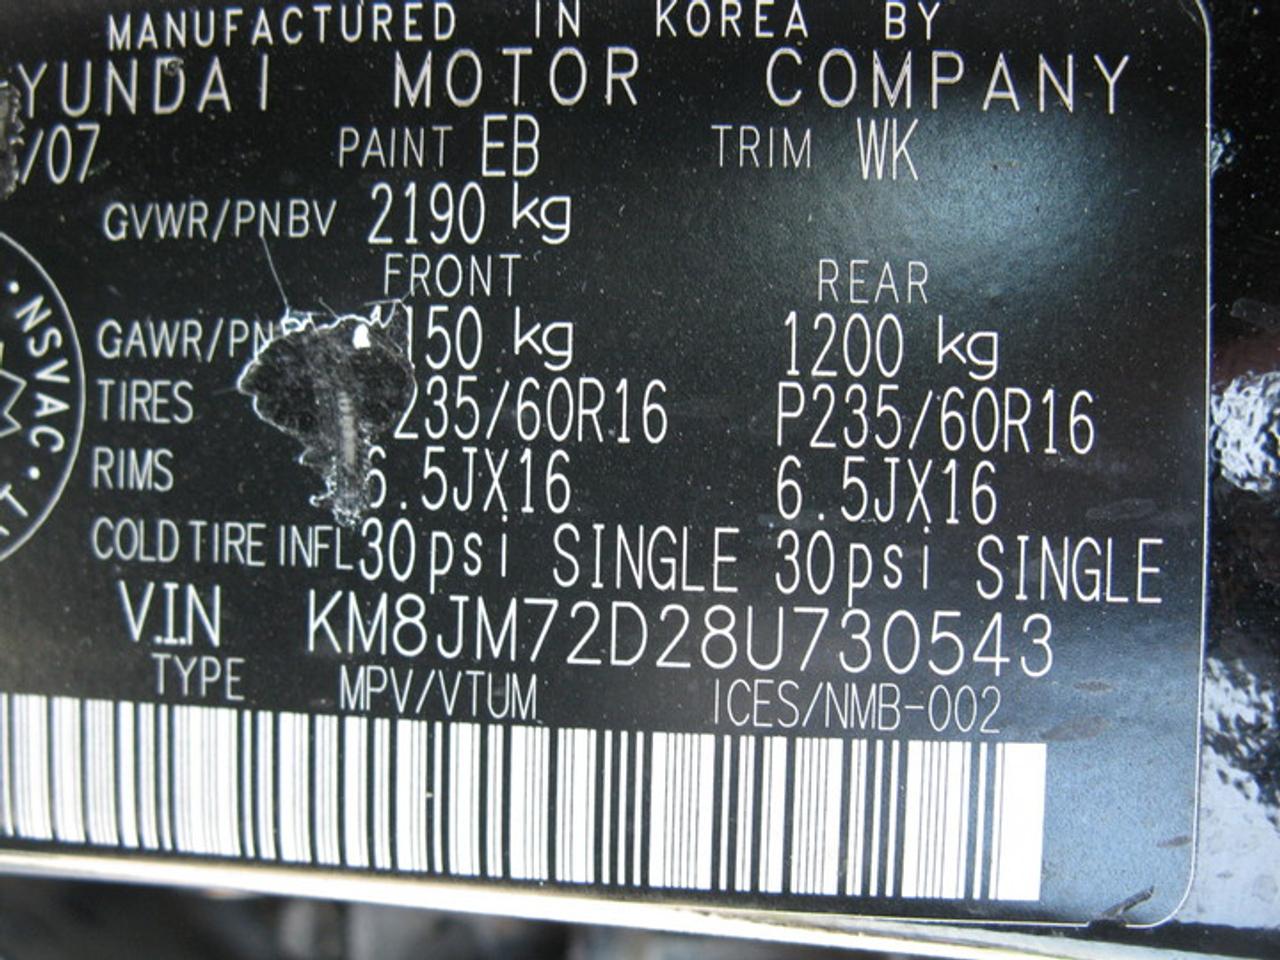 MANUFACTURED IN KOREA BY
YUNDAI MOTOR COMPANY
/07 PAINT EB TRIM WK
GVWR/PNBV 2190 kg
FRONT REAR
GAWR/PNB 150 kg 1200 kg
TIRES 235/60R16 P235/60R16
RIMS 6.5JX16 6.5JX16
COLD TIRE INFL 30psi SINGLE 30psi SINGLE
V.I.N KM8JM72D28U730543
TYPE MPV/VTUM ICES/NMB-002
NSVAC